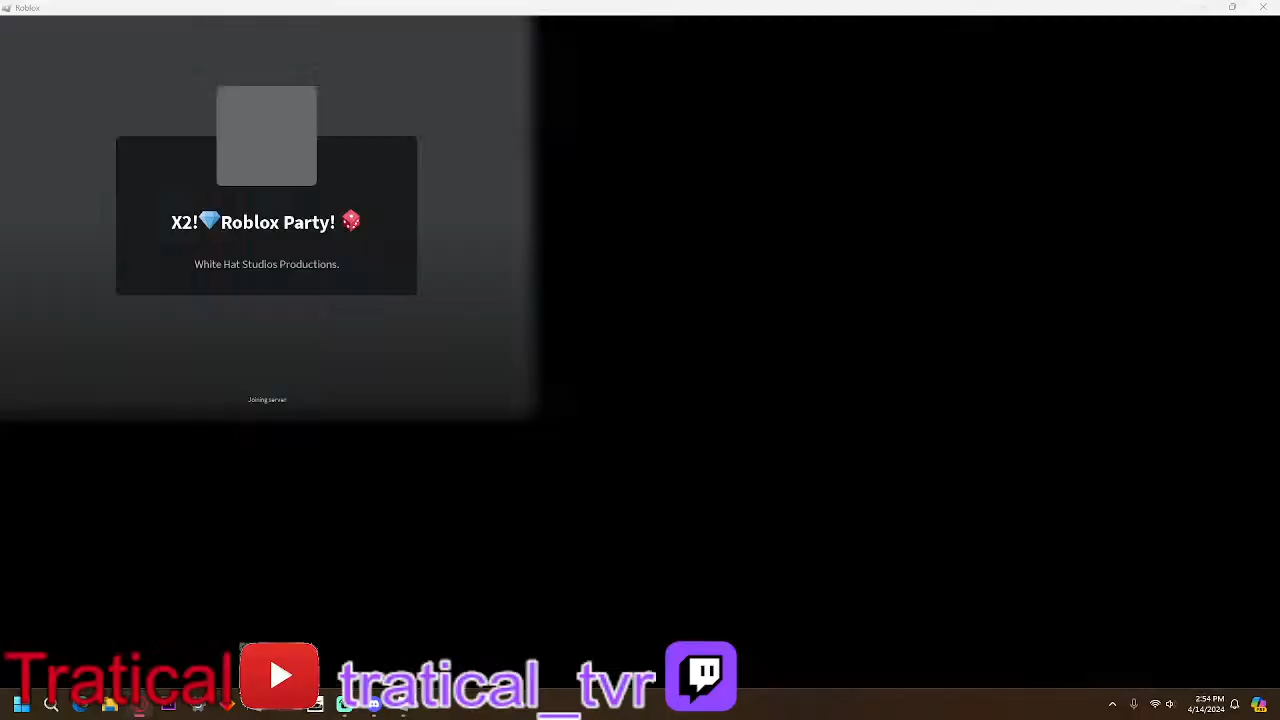 Roblox
X2!💎Roblox Party! 🎲
White Hat Studios Productions.
Joining server
Tratical
tratical_tvr
2:54 PM
4/14/2024